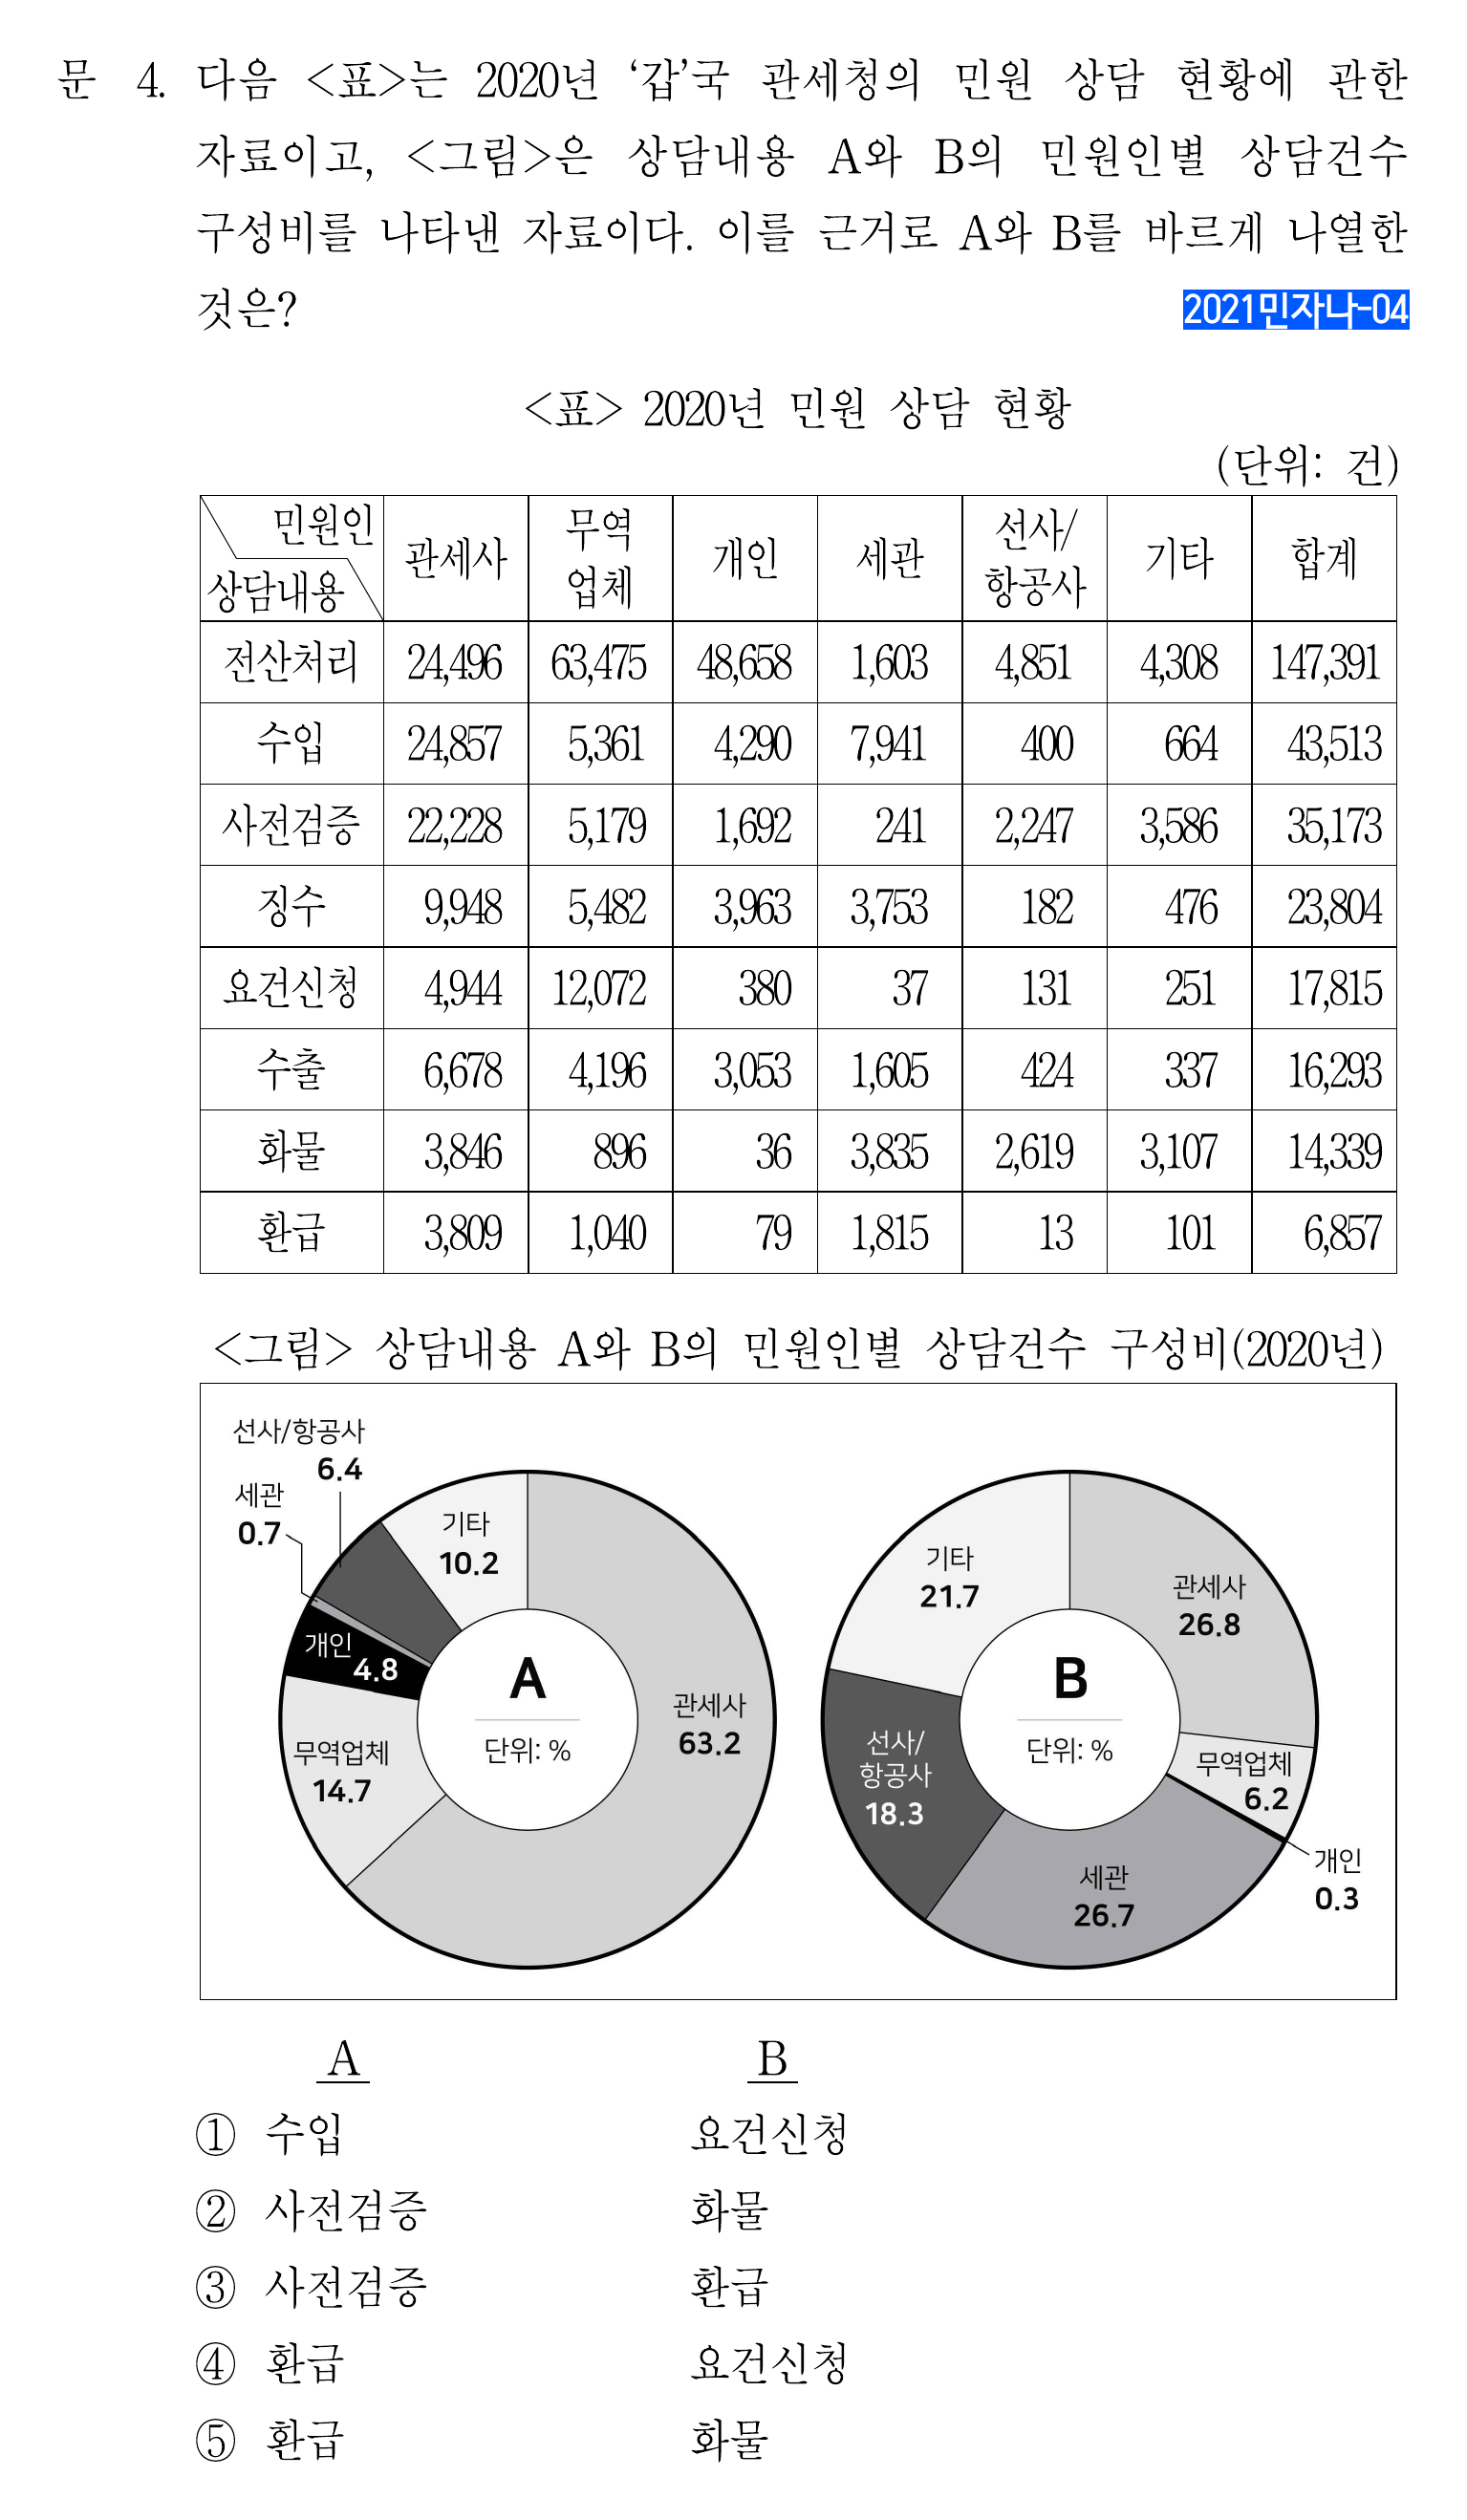 문 4. 다음 <표>는 2020년 ‘갑’국 관세청의 민원 상담 현황에 관한
자료이고, <그림>은 상담내용 A와 B의 민원인별 상담건수
구성비를 나타낸 자료이다. 이를 근거로 A와 B를 바르게 나열한
것은? 2021민자나-04
<표> 2020년 민원 상담 현황
(단위: 건)
민원인 상담내용 관세사 무역업체 개인 세관 선사/항공사 기타 합계
전산처리 24,496 63,475 48,658 1,603 4,851 4,308 147,391
수입 24,857 5,361 4,290 7,941 400 664 43,513
사전검증 22,228 5,179 1,692 241 2,247 3,586 35,173
징수 9,948 5,482 3,963 3,753 182 476 23,804
요건신청 4,944 12,072 380 37 131 251 17,815
수출 6,678 4,196 3,053 1,605 424 337 16,293
화물 3,846 896 36 3,835 2,619 3,107 14,339
환급 3,809 1,040 79 1,815 13 101 6,857
<그림> 상담내용 A와 B의 민원인별 상담건수 구성비(2020년)
선사/항공사
6.4
세관
0.7
기타
10.2
개인
4.8
무역업체
14.7
관세사
63.2
A
단위: %
기타
21.7
관세사
26.8
선사/
항공사
18.3
무역업체
6.2
개인
0.3
세관
26.7
B
단위: %
A B
① 수입 요건신청
② 사전검증 화물
③ 사전검증 환급
④ 환급 요건신청
⑤ 환급 화물